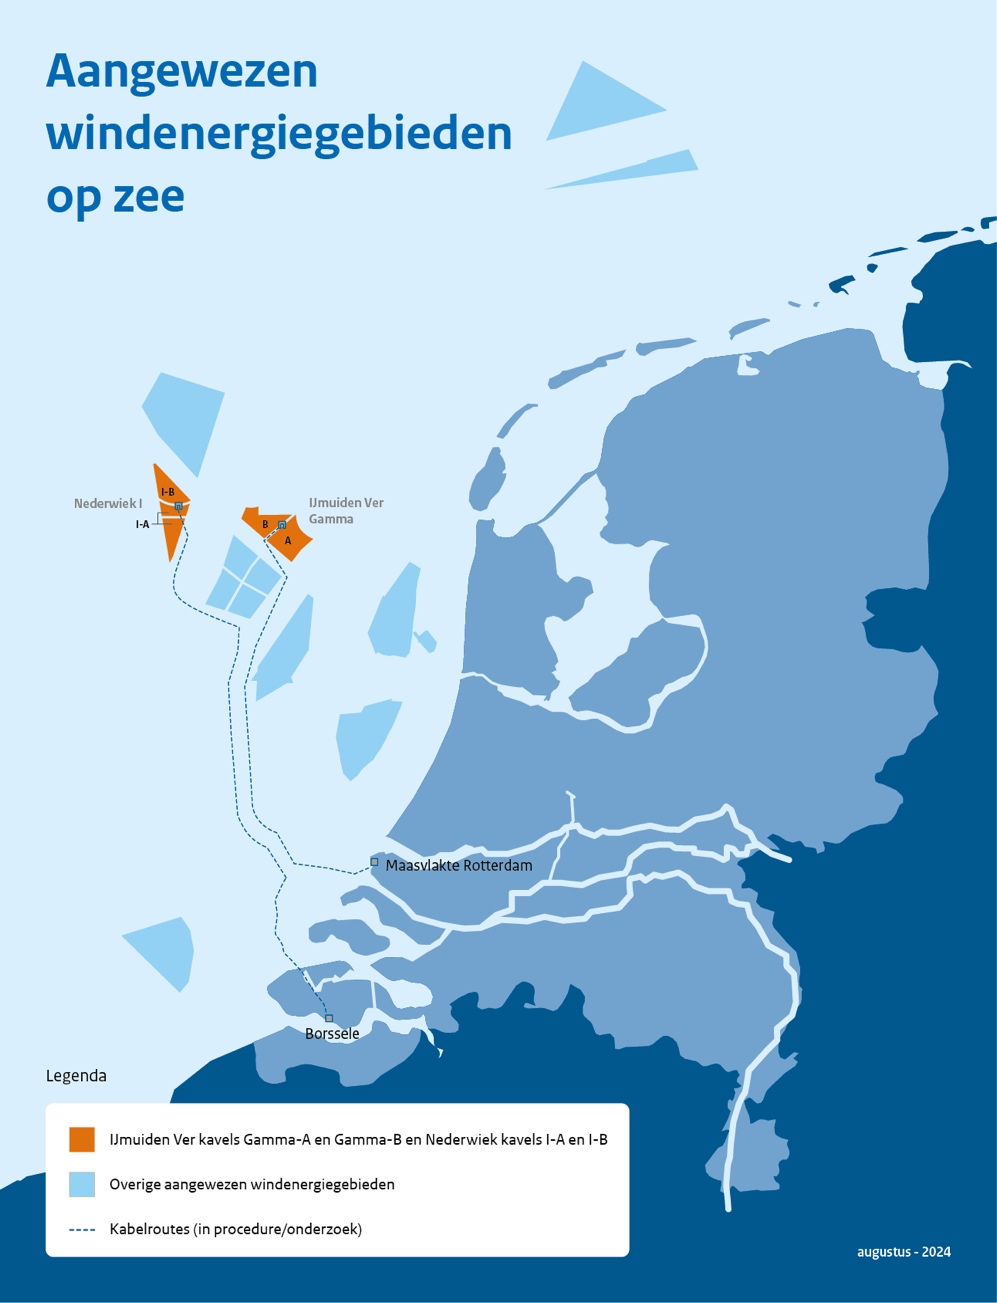 Aangewezen
windenergiegebieden
op zee
I-B
Nederwiek I
I-A
IJmuiden Ver
Gamma
B
A
Maasvlakte Rotterdam
Borssele
Legenda
IJmuiden Ver kavels Gamma-A en Gamma-B en Nederwiek kavels I-A en I-B
Overige aangewezen windenergiegebieden
Kabelroutes (in procedure/onderzoek)
augustus - 2024